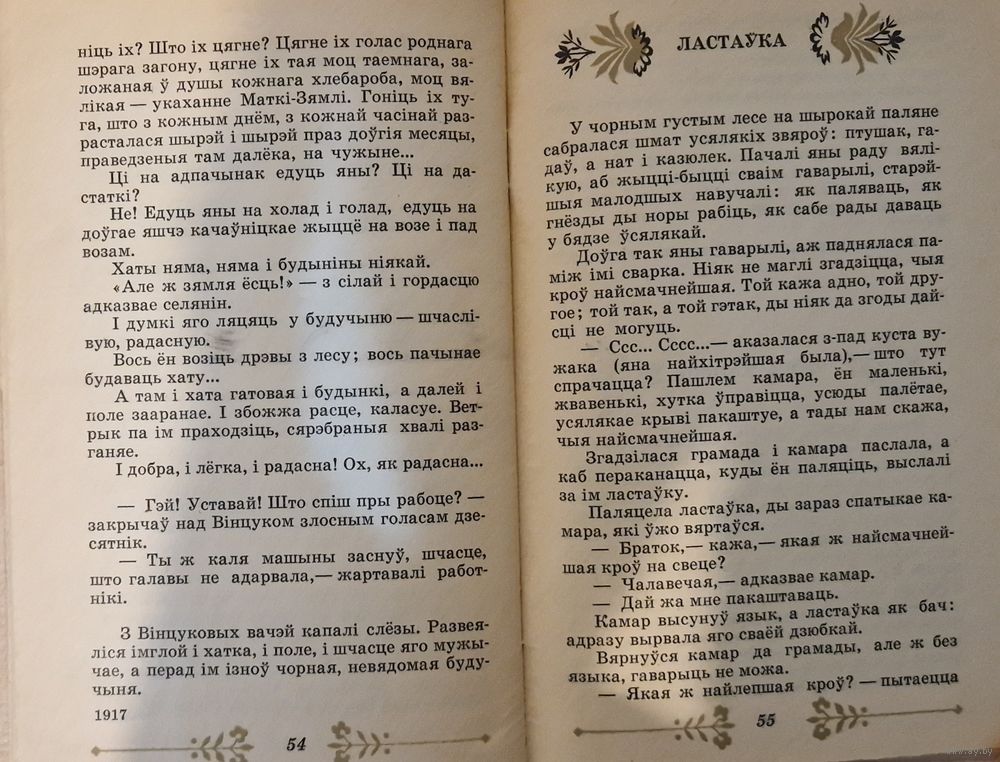 ніць іх? Што іх цягне? Цягне іх голас роднага
шэрага загону, цягне іх тая моц таемнага, за-
ложаная ў душы кожнага хлебароба, моц вя-
лікая — укаханне Маткі-Зямлі. Гоніць іх ту-
га, што з кожным днём, з кожнай часінай раз-
расталася шырэй і шырэй праз доўгія месяцы,
праведзеныя там далёка, на чужыне...
Ці на адпачынак едуць яны? Ці на да-
статкі?
Не! Едуць яны на холад і голад, едуць на
доўгае яшчэ качаўніцкае жыццё на возе і пад
возам.
Хаты няма, няма і будыніны ніякай.
«Але ж зямля ёсць!» — з сілай і гордасцю
адказвае селянін.
І думкі яго ляцяць у будучыню — шчаслі-
вую, радасную.
Вось ён возіць дрэвы з лесу; вось пачынае
будаваць хату...
А там і хата гатовая і будынкі, а далей і
поле зааранае. І збожжа расце, каласуе. Вет-
рык па ім праходзіць, сярэбраныя хвалі раз-
ганяе.
І добра, і лёгка, і радасна! Ох, як радасна...
— Гэй! Уставай! Што спіш пры рабоце? —
закрычаў над Вінцуком злосным голасам дзе-
сятнік.
— Ты ж каля машыны заснуў, шчасце,
што галавы не адарвала,— жартавалі работ-
нікі.
З Вінцуковых вачэй капалі слёзы. Развея-
ліся імглой і хатка, і поле, і шчасце яго мужы-
чае, а перад ім ізноў чорная, невядомая буду-
чыня.
1917
54
ЛАСТАЎКА
У чорным густым лесе на шырокай паляне
сабралася шмат усялякіх звяроў: птушак, га-
даў, а нат і казюлек. Пачалі яны раду вялі-
кую, аб жыцці-быцці сваім гаварылі, старэй-
шыя малодшых навучалі: як паляваць, як
гнёзды ды норы рабіць, як сабе рады даваць
у бядзе ўсялякай.
Доўга так яны гаварылі, аж паднялася па-
між імі сварка. Ніяк не маглі згадзіцца, чыя
кроў найсмачнейшая. Той кажа адно, той дру-
гое; той так, а той гэтак, ды ніяк да згоды дай-
сці не могуць.
— Ссс... Сссс...— аказалася з-пад куста ву-
жака (яна найхітрэйшая была),— што тут
спрачацца? Пашлем камара, ён маленькі,
жвавенькі, хутка ўправіцца, усюды палётае,
усялякае крыві пакаштуе, а тады нам скажа,
чыя найсмачнейшая.
Згадзілася грамада і камара паслала, а
каб пераканацца, куды ён паляціць, выслалі
за ім ластаўку.
Паляцела ластаўка, ды зараз спатыкае ка-
мара, які ўжо вяртаўся.
— Браток,— кажа,— якая ж найсмачней-
шая кроў на свеце?
— Чалавечая,— адказвае камар.
— Дай жа мне пакаштаваць.
Камар высунуў язык, а ластаўка як бач:
адразу вырвала яго сваёй дзюбкай.
Вярнуўся камар да грамады, але ж без
языка, гаварыць не можа.
— Якая ж найлепшая кроў? — пытаецца
55
www.ay.by